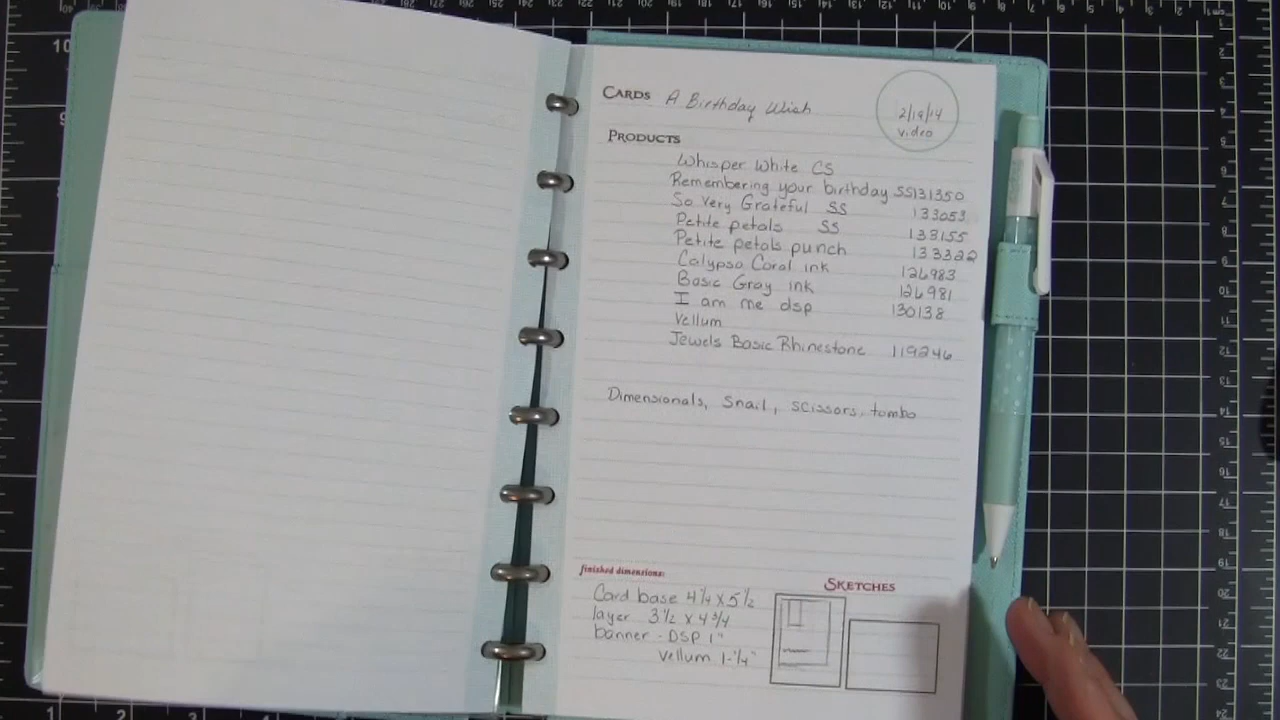 CARDS A Birthday Wish
2/19/14
video
PRODUCTS
Whisper White CS
Remembering your birthday SS 131350
So Very Grateful SS 133053
Petite petals SS 133155
Petite petals punch 133322
Calypso Coral ink 126983
Basic Gray ink 126981
I am me dsp 130138
Vellum
Jewels Basic Rhinestone 119246
Dimensionals, Snail, scissors, tombo
finished dimensions:
SKETCHES
Card base 4 1/4 x 5 1/2
layer 3 1/2 x 4 3/4
banner - DSP 1"
vellum 1-1/4"